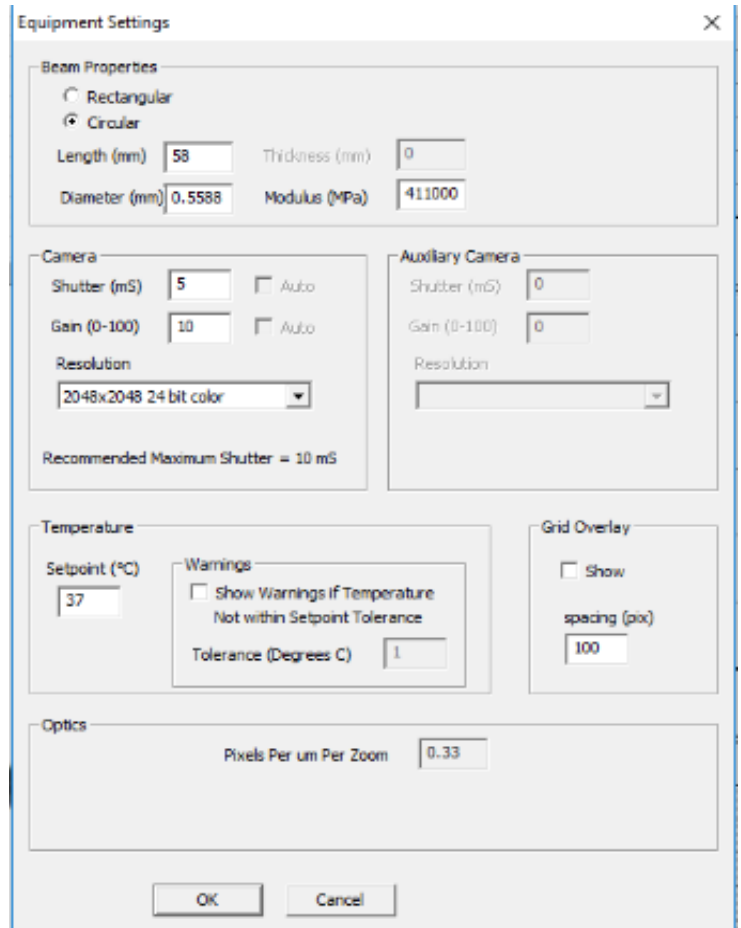 Equipment Settings
Beam Properties
Rectangular
Circular
Length (mm) 58 Thickness (mm) 0
Diameter (mm) 0.5588 Modulus (MPa) 411000
Camera
Shutter (mS) 5 Auto
Gain (0-100) 10 Auto
Resolution
2048x2048 24 bit color
Recommended Maximum Shutter = 10 mS
Auxiliary Camera
Shutter (mS) 0
Gain (0-100) 0
Resolution
Temperature
Setpoint (°C)
37
Warnings
Show Warnings if Temperature
Not within Setpoint Tolerance
Tolerance (Degrees C) 1
Grid Overlay
Show
spacing (pix)
100
Optics
Pixels Per um Per Zoom 0.33
OK Cancel